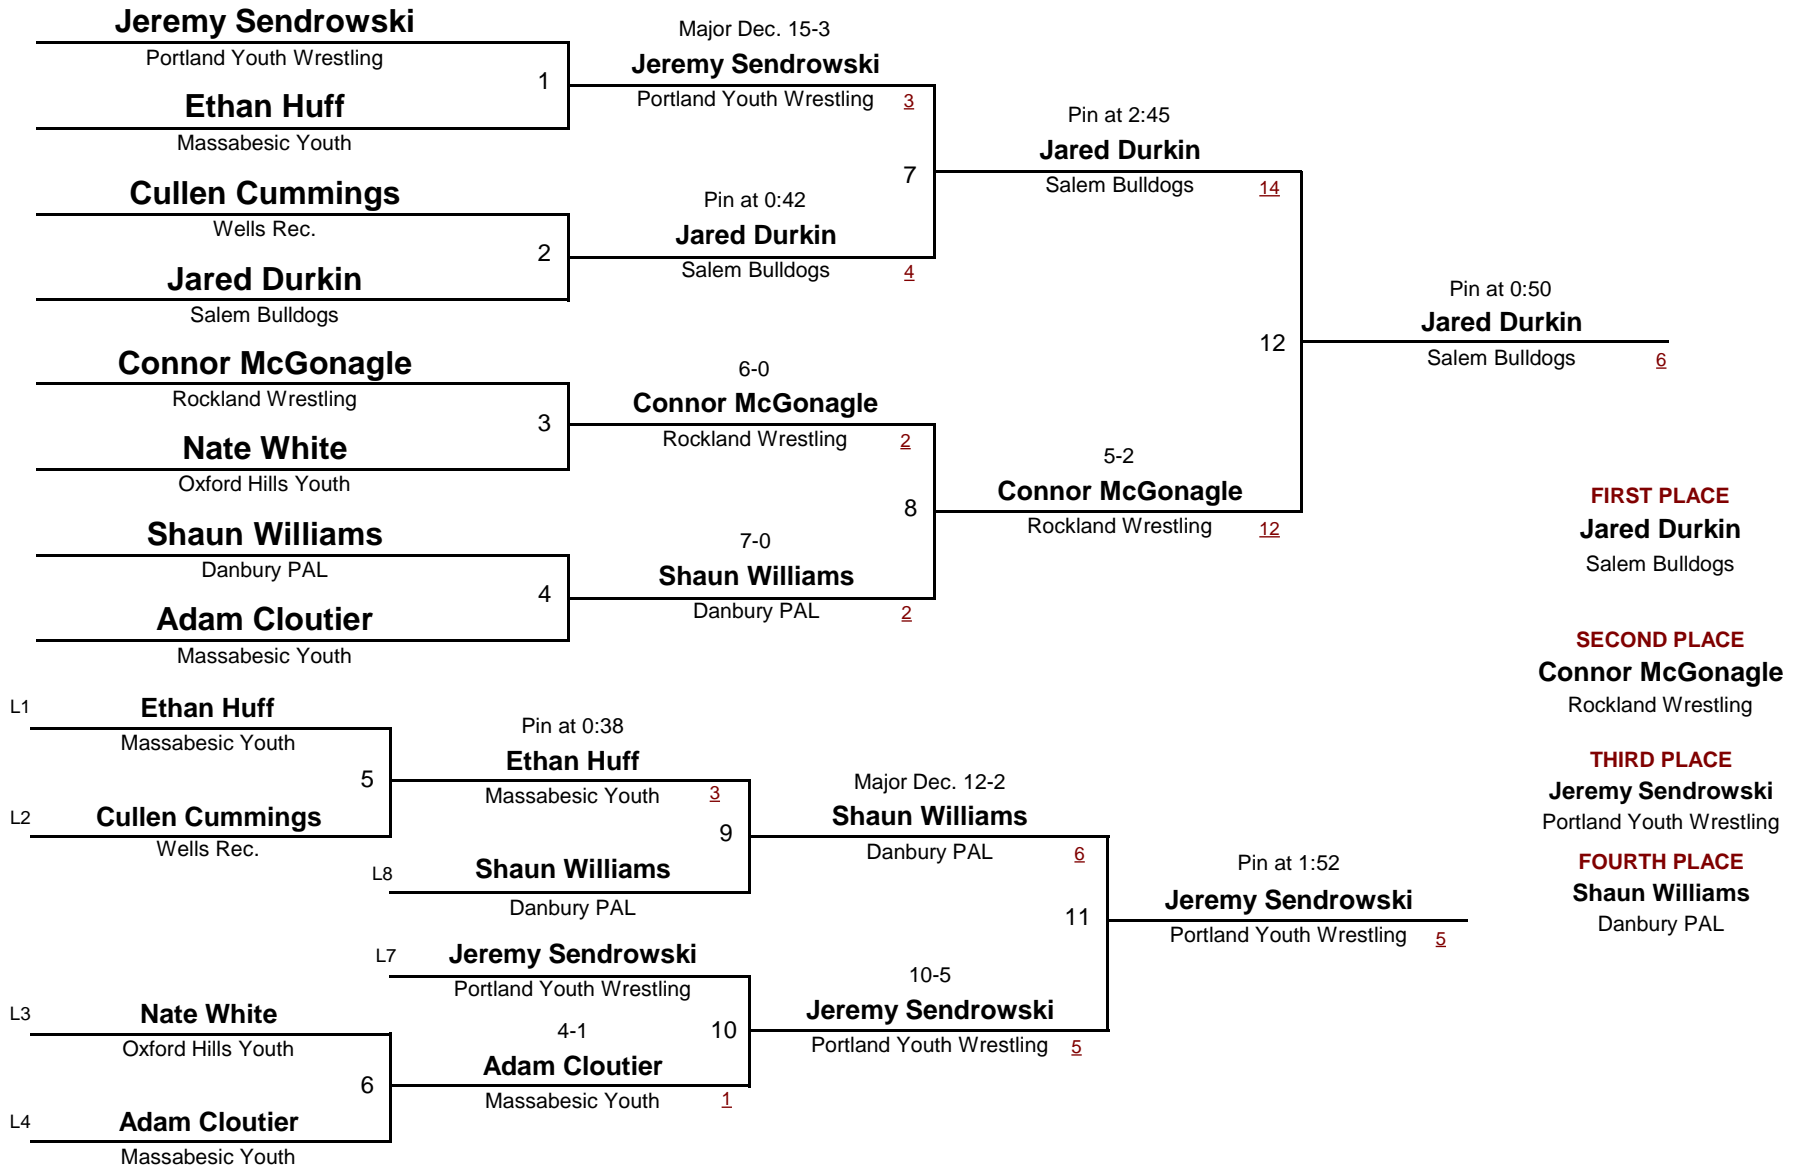 Jeremy Sendrowski
Portland Youth Wrestling
1
Ethan Huff
Massabesic Youth
Cullen Cummings
Wells Rec.
2
Jared Durkin
Salem Bulldogs
Connor McGonagle
Rockland Wrestling
3
Nate White
Oxford Hills Youth
Shaun Williams
Danbury PAL
4
Adam Cloutier
Massabesic Youth
Major Dec. 15-3
Jeremy Sendrowski
Portland Youth Wrestling 3
7
Pin at 0:42
Jared Durkin
Salem Bulldogs 4
6-0
Connor McGonagle
Rockland Wrestling 2
8
7-0
Shaun Williams
Danbury PAL 2
Pin at 2:45
Jared Durkin
Salem Bulldogs 14
12
5-2
Connor McGonagle
Rockland Wrestling 12
Pin at 0:50
Jared Durkin
Salem Bulldogs 6
FIRST PLACE
Jared Durkin
Salem Bulldogs
SECOND PLACE
Connor McGonagle
Rockland Wrestling
THIRD PLACE
Jeremy Sendrowski
Portland Youth Wrestling
FOURTH PLACE
Shaun Williams
Danbury PAL
L1 Ethan Huff
Massabesic Youth
5
L2 Cullen Cummings
Wells Rec.
Pin at 0:38
Ethan Huff
Massabesic Youth 3
9
L8 Shaun Williams
Danbury PAL
L7 Jeremy Sendrowski
Portland Youth Wrestling
10
L3 Nate White
Oxford Hills Youth
6
L4 Adam Cloutier
Massabesic Youth
4-1
Adam Cloutier
Massabesic Youth 1
Major Dec. 12-2
Shaun Williams
Danbury PAL 6
11
10-5
Jeremy Sendrowski
Portland Youth Wrestling 5
Pin at 1:52
Jeremy Sendrowski
Portland Youth Wrestling 5